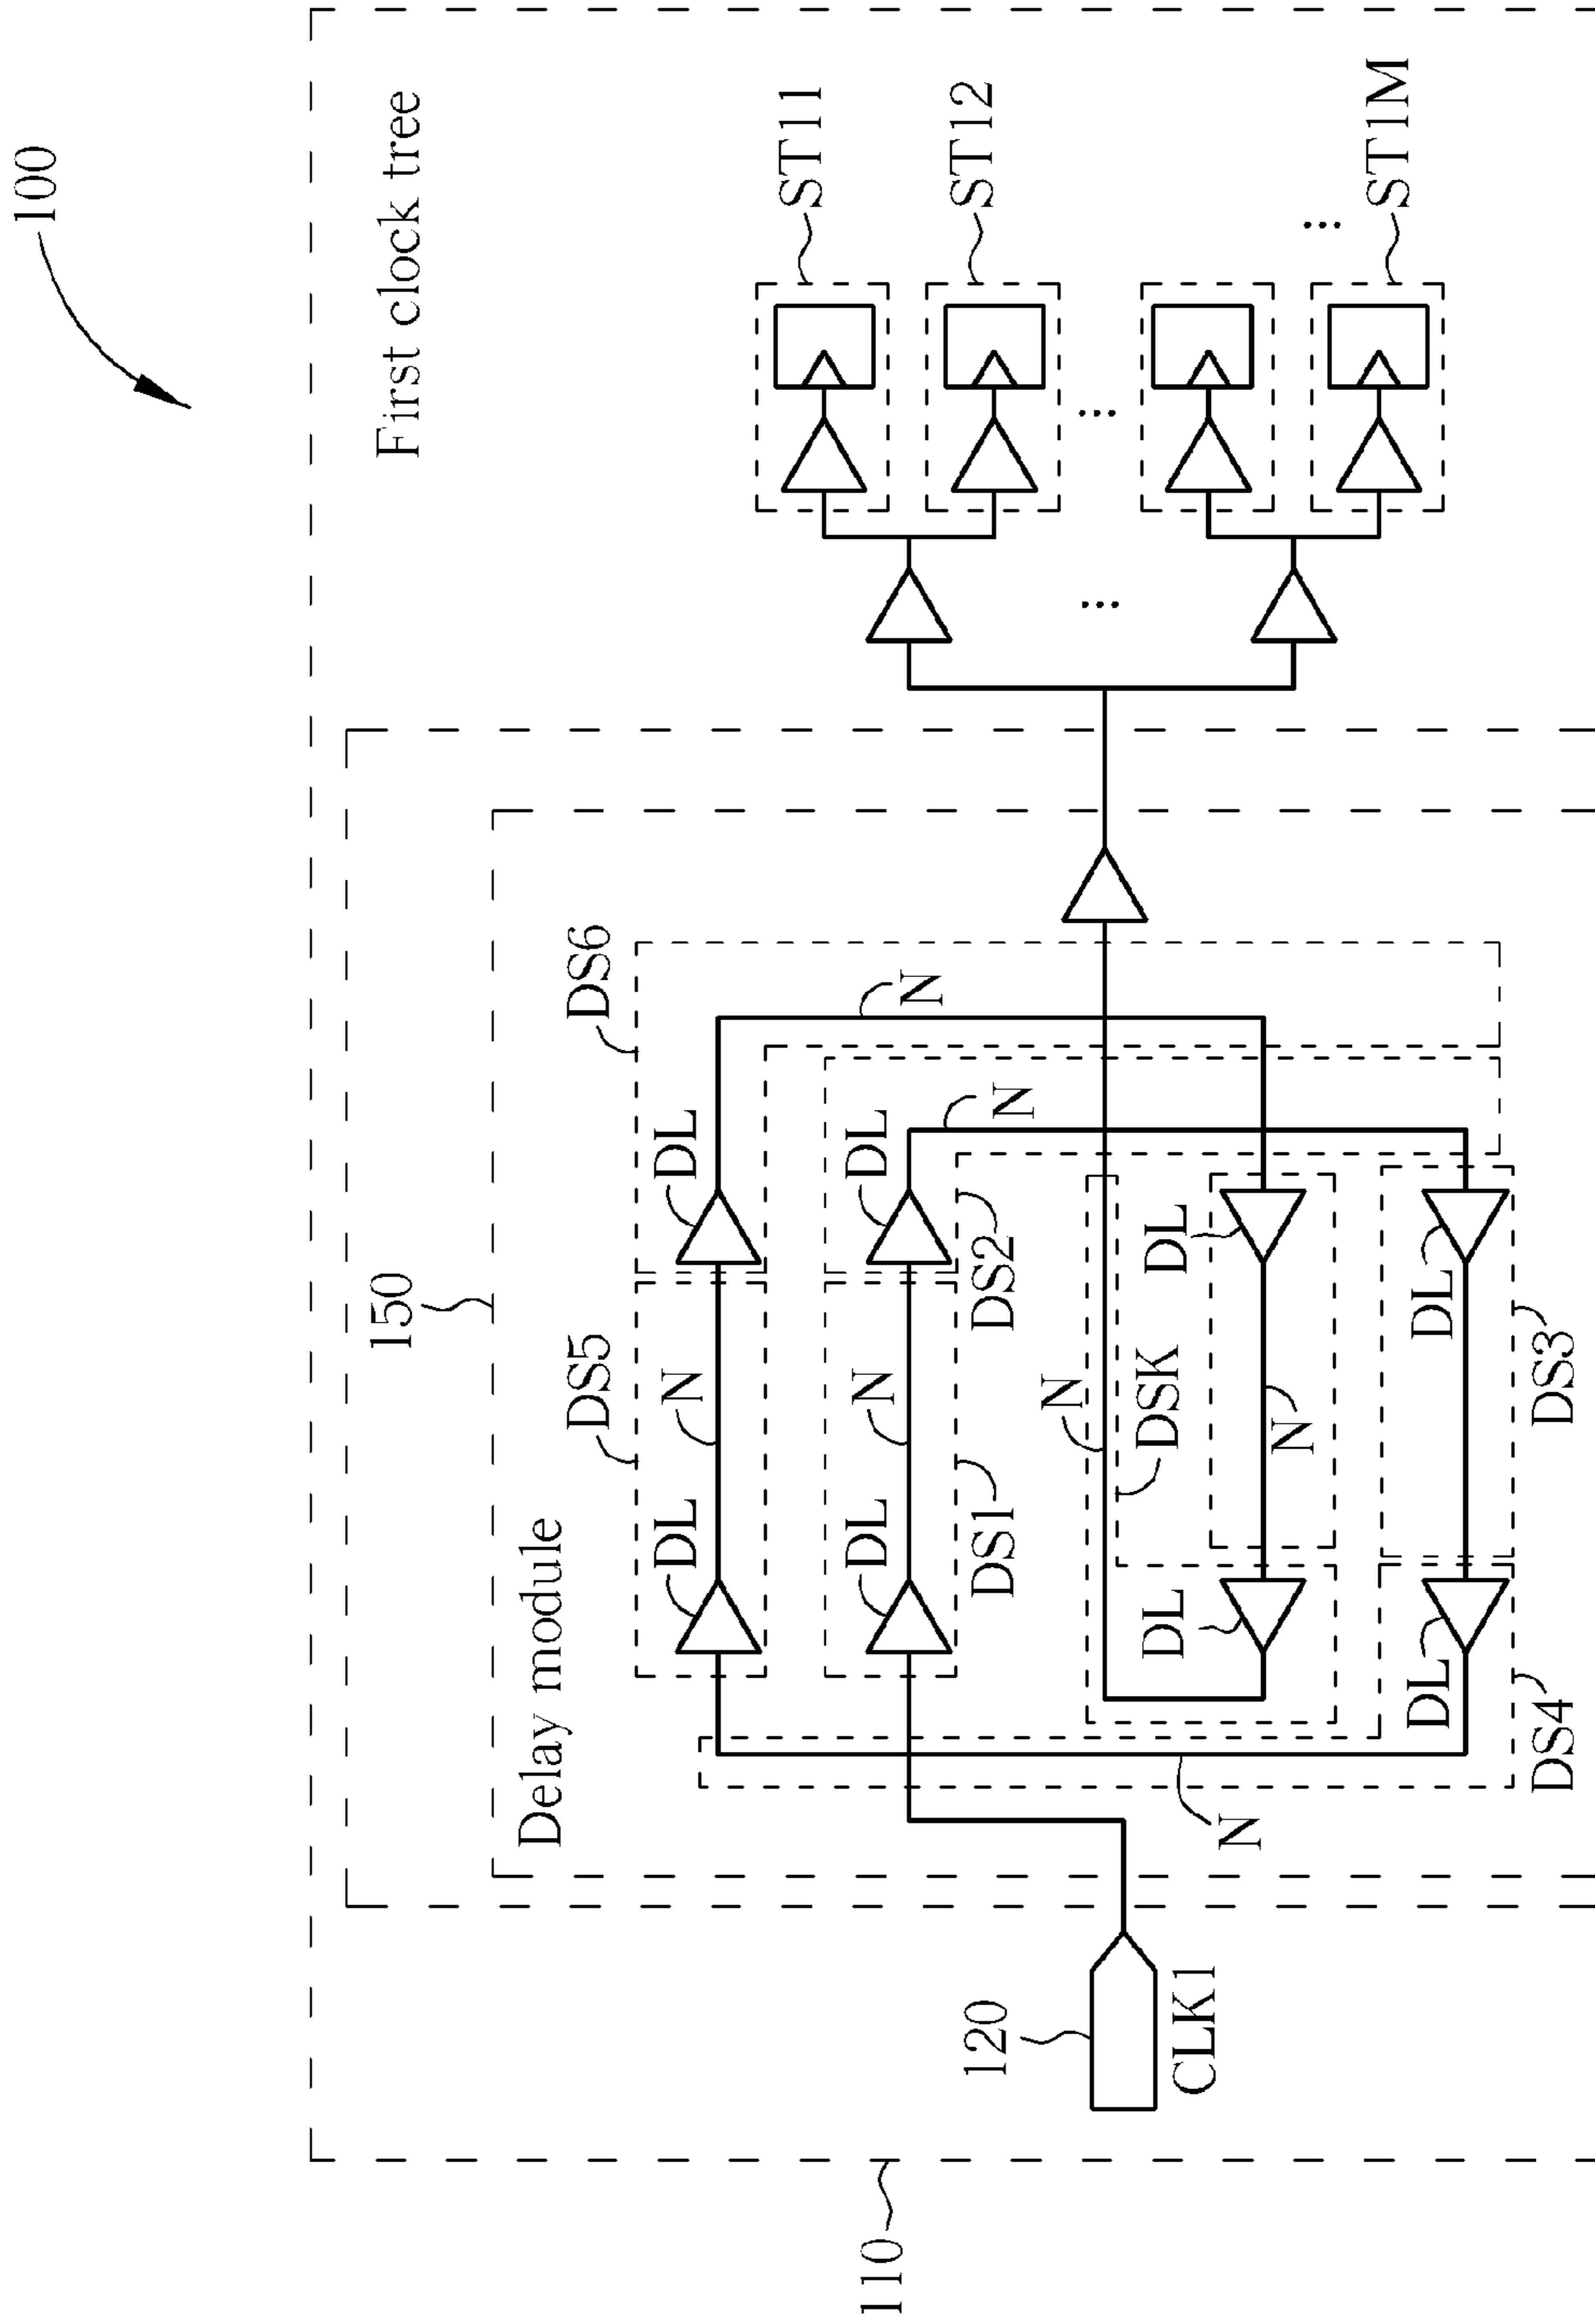 100
First clock tree
ST11
ST12
...
ST1M
...
...
150
Delay module
DS5
DS6
DL
N
DL
N
DL
N
DL
N
DS1
DS2
N
DSK
DL
DL
N
DL
DL
DS4
DS3
N
120
CLK1
110